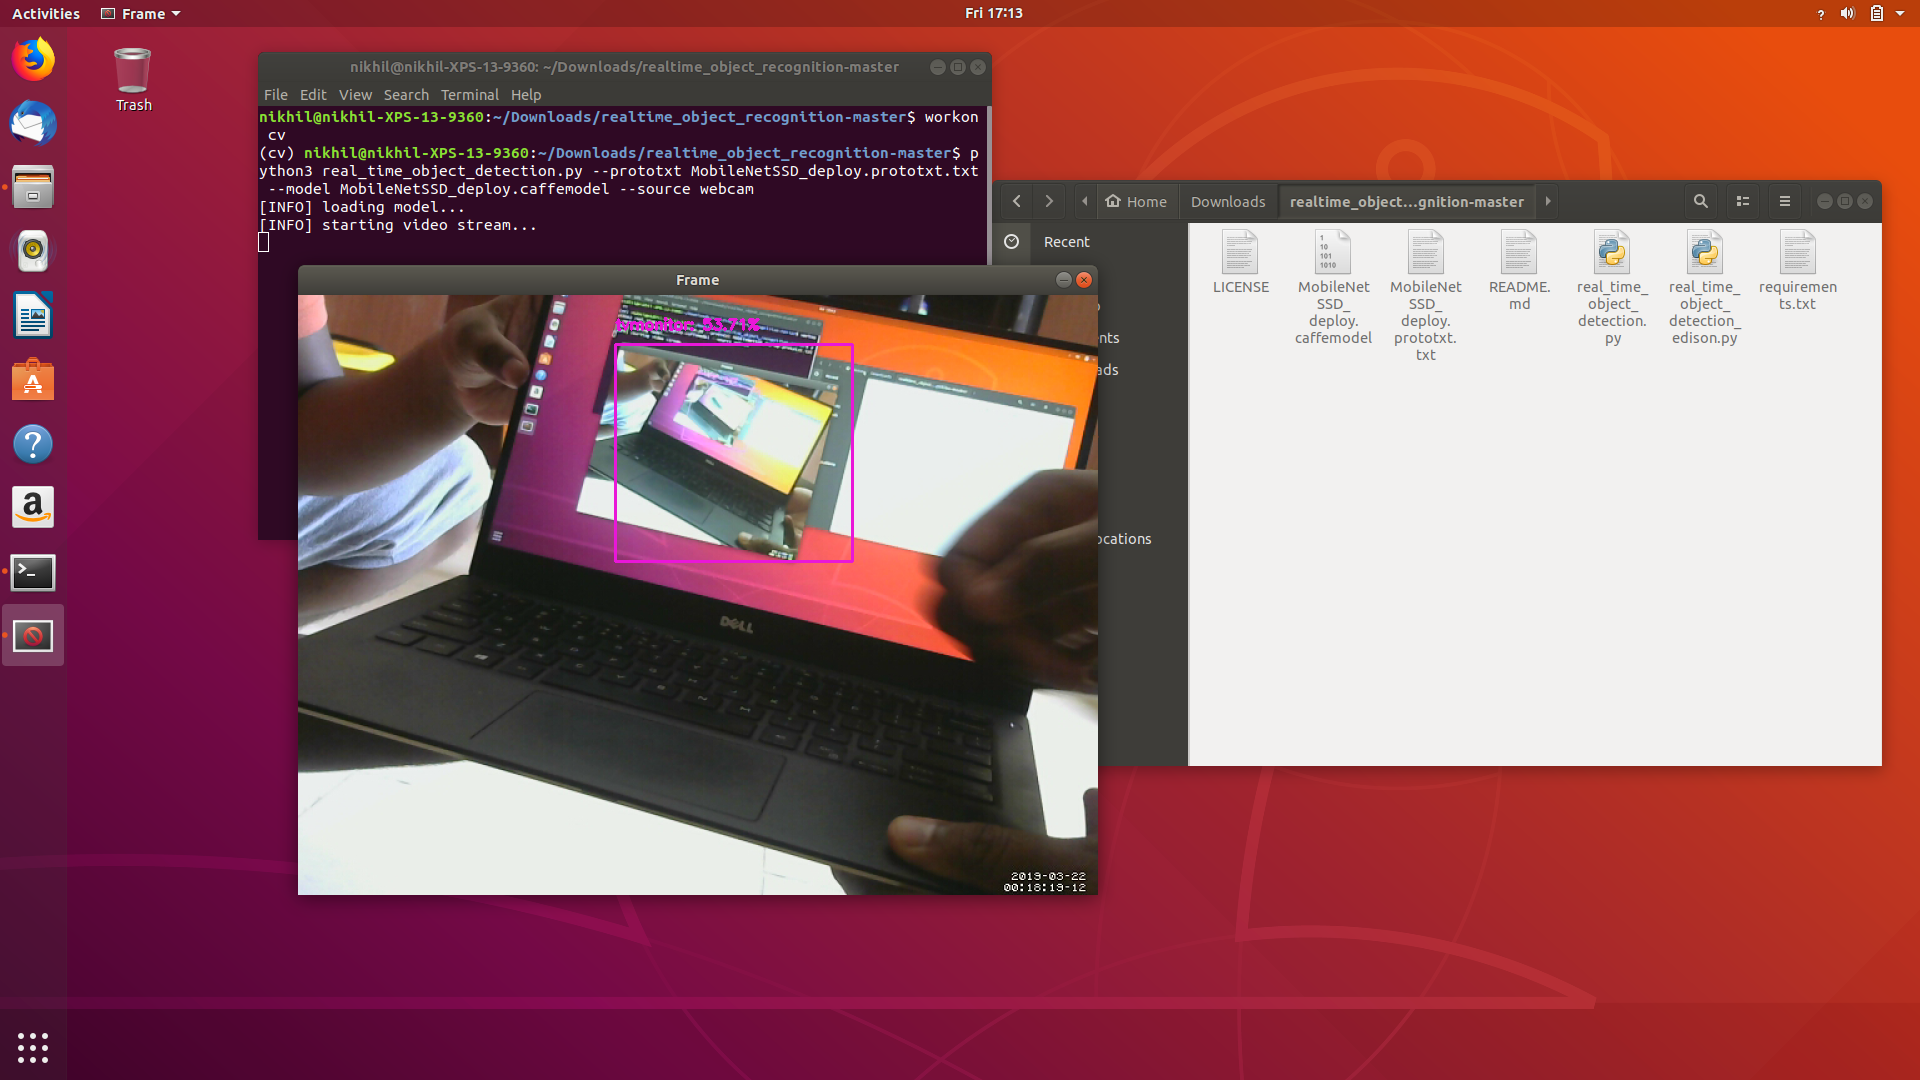 Activities
Frame
Fri 17:13
?
Trash
nikhil@nikhil-XPS-13-9360: ~/Downloads/realtime_object_recognition-master
File Edit View Search Terminal Help
nikhil@nikhil-XPS-13-9360:~/Downloads/realtime_object_recognition-master$ workon
cv
(cv) nikhil@nikhil-XPS-13-9360:~/Downloads/realtime_object_recognition-master$ p
ython3 real_time_object_detection.py --prototxt MobileNetSSD_deploy.prototxt.txt
--model MobileNetSSD_deploy.caffemodel --source webcam
[INFO] loading model...
[INFO] starting video stream...
Home
Downloads
realtime_object...gnition-master
Recent
nts
ads
ocations
LICENSE
MobileNet
SSD_
deploy.
caffemodel
MobileNet
SSD_
deploy.
prototxt.
txt
README.
md
real_time_
object_
detection.
py
real_time_
object_
detection_
edison.py
requiremen
ts.txt
Frame
DELL
2019-03-22
00:18:19-12